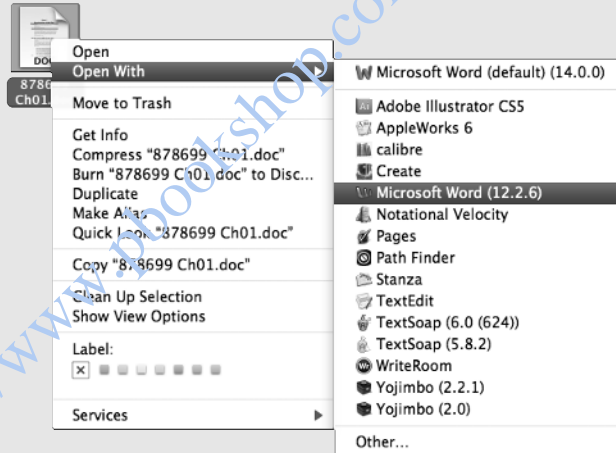 DOC
8786
Ch01.
Open
Open With
Move to Trash
Get Info
Compress “878699 Ch01.doc”
Burn “878699 Ch01.doc” to Disc...
Duplicate
Make Alias
Quick Look “878699 Ch01.doc”
Copy “878699 Ch01.doc”
Clean Up Selection
Show View Options
Label:
Services
Microsoft Word (default) (14.0.0)
Adobe Illustrator CS5
AppleWorks 6
calibre
Create
Microsoft Word (12.2.6)
Notational Velocity
Pages
Path Finder
Stanza
TextEdit
TextSoap (6.0 (624))
TextSoap (5.8.2)
WriteRoom
Yojimbo (2.2.1)
Yojimbo (2.0)
Other...
www.pbookshop.com